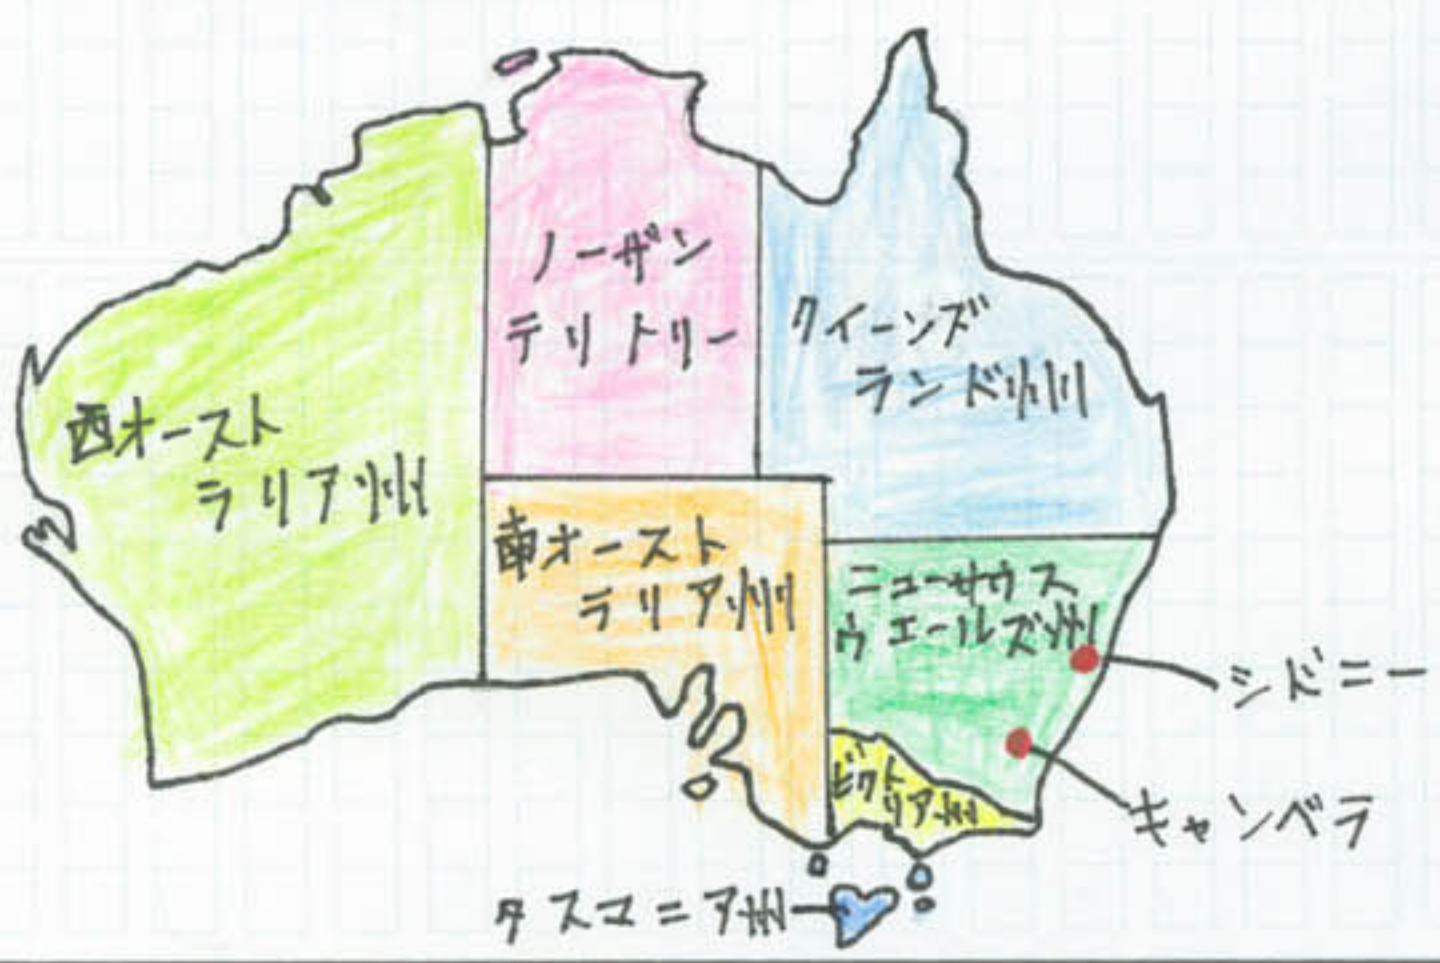 ノーザン
テリトリー
クイーンズ
ランド州
西オースト
ラリア州
南オースト
ラリア州
ニューサウス
ウエールズ州
シドニー
ビクト
リア州
キャンベラ
タスマニア州